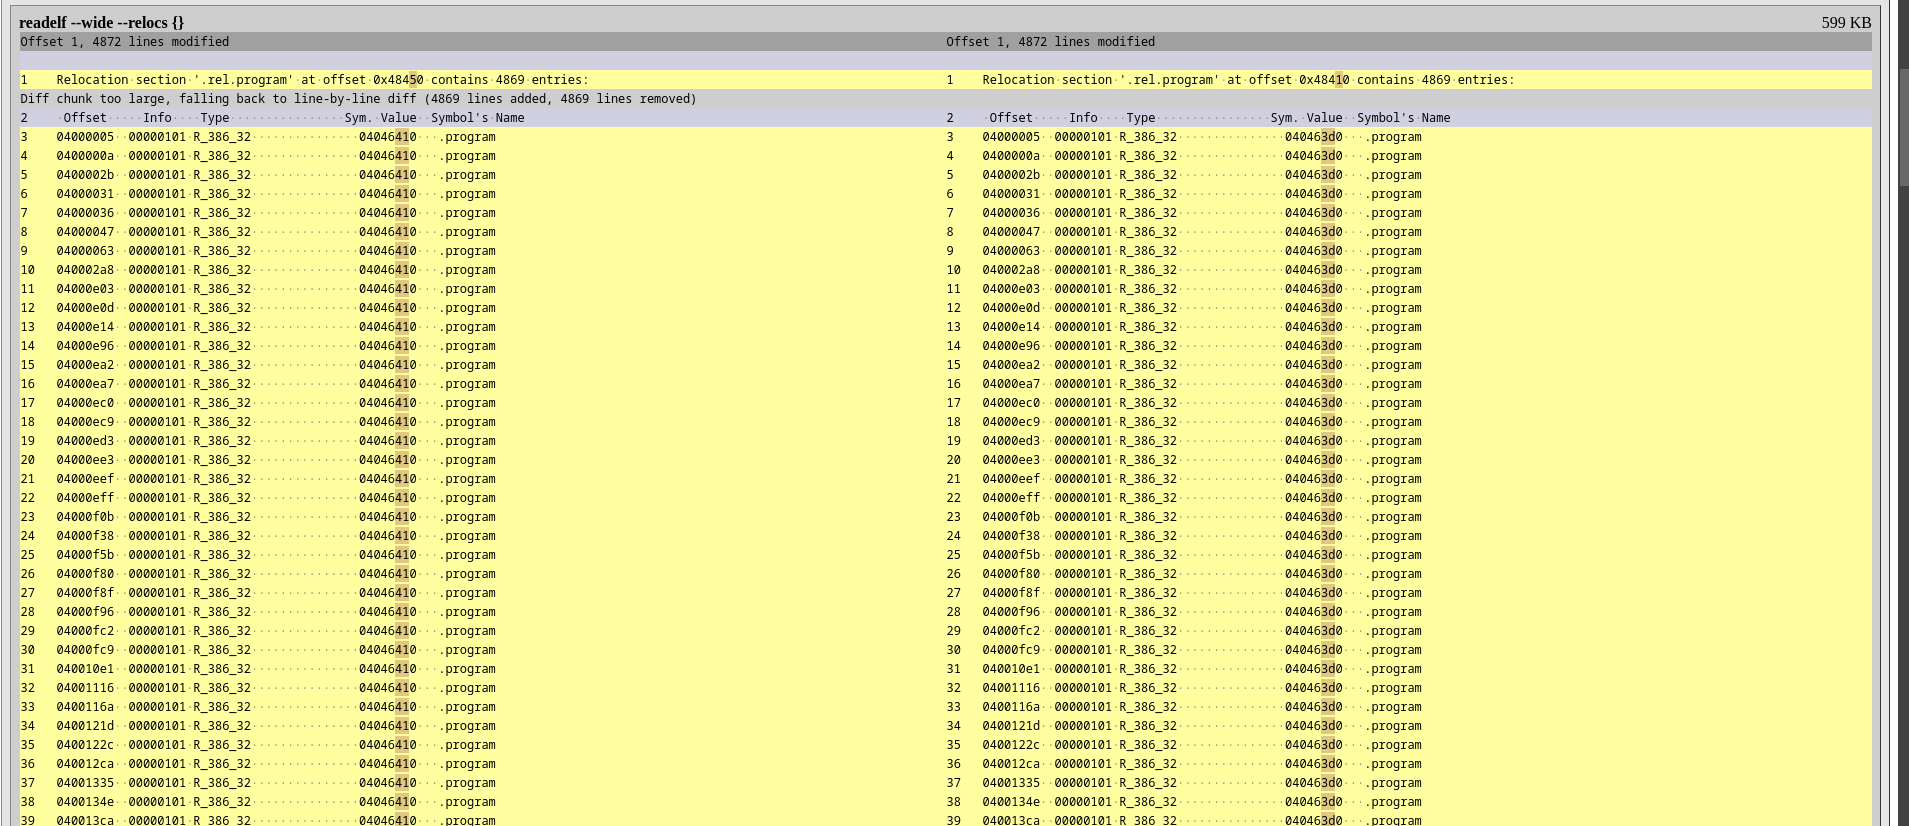 readelf --wide --relocs {} 599 KB
Offset 1, 4872 lines modified Offset 1, 4872 lines modified
1 Relocation·section·'.rel.program'·at·offset·0x48450·contains·4869·entries: 1 Relocation·section·'.rel.program'·at·offset·0x48410·contains·4869·entries:
Diff chunk too large, falling back to line-by-line diff (4869 lines added, 4869 lines removed)
2 ·Offset·····Info····Type················Sym.·Value··Symbol's·Name 2 ·Offset·····Info····Type················Sym.·Value··Symbol's·Name
3 04000005··00000101·R_386_32···············04046410···.program 3 04000005··00000101·R_386_32···············040463d0···.program
4 0400000a··00000101·R_386_32···············04046410···.program 4 0400000a··00000101·R_386_32···············040463d0···.program
5 0400002b··00000101·R_386_32···············04046410···.program 5 0400002b··00000101·R_386_32···············040463d0···.program
6 04000031··00000101·R_386_32···············04046410···.program 6 04000031··00000101·R_386_32···············040463d0···.program
7 04000036··00000101·R_386_32···············04046410···.program 7 04000036··00000101·R_386_32···············040463d0···.program
8 04000047··00000101·R_386_32···············04046410···.program 8 04000047··00000101·R_386_32···············040463d0···.program
9 04000063··00000101·R_386_32···············04046410···.program 9 04000063··00000101·R_386_32···············040463d0···.program
10 040002a8··00000101·R_386_32···············04046410···.program 10 040002a8··00000101·R_386_32···············040463d0···.program
11 04000e03··00000101·R_386_32···············04046410···.program 11 04000e03··00000101·R_386_32···············040463d0···.program
12 04000e0d··00000101·R_386_32···············04046410···.program 12 04000e0d··00000101·R_386_32···············040463d0···.program
13 04000e14··00000101·R_386_32···············04046410···.program 13 04000e14··00000101·R_386_32···············040463d0···.program
14 04000e96··00000101·R_386_32···············04046410···.program 14 04000e96··00000101·R_386_32···············040463d0···.program
15 04000ea2··00000101·R_386_32···············04046410···.program 15 04000ea2··00000101·R_386_32···············040463d0···.program
16 04000ea7··00000101·R_386_32···············04046410···.program 16 04000ea7··00000101·R_386_32···············040463d0···.program
17 04000ec0··00000101·R_386_32···············04046410···.program 17 04000ec0··00000101·R_386_32···············040463d0···.program
18 04000ec9··00000101·R_386_32···············04046410···.program 18 04000ec9··00000101·R_386_32···············040463d0···.program
19 04000ed3··00000101·R_386_32···············04046410···.program 19 04000ed3··00000101·R_386_32···············040463d0···.program
20 04000ee3··00000101·R_386_32···············04046410···.program 20 04000ee3··00000101·R_386_32···············040463d0···.program
21 04000eef··00000101·R_386_32···············04046410···.program 21 04000eef··00000101·R_386_32···············040463d0···.program
22 04000eff··00000101·R_386_32···············04046410···.program 22 04000eff··00000101·R_386_32···············040463d0···.program
23 04000f0b··00000101·R_386_32···············04046410···.program 23 04000f0b··00000101·R_386_32···············040463d0···.program
24 04000f38··00000101·R_386_32···············04046410···.program 24 04000f38··00000101·R_386_32···············040463d0···.program
25 04000f5b··00000101·R_386_32···············04046410···.program 25 04000f5b··00000101·R_386_32···············040463d0···.program
26 04000f80··00000101·R_386_32···············04046410···.program 26 04000f80··00000101·R_386_32···············040463d0···.program
27 04000f8f··00000101·R_386_32···············04046410···.program 27 04000f8f··00000101·R_386_32···············040463d0···.program
28 04000f96··00000101·R_386_32···············04046410···.program 28 04000f96··00000101·R_386_32···············040463d0···.program
29 04000fc2··00000101·R_386_32···············04046410···.program 29 04000fc2··00000101·R_386_32···············040463d0···.program
30 04000fc9··00000101·R_386_32···············04046410···.program 30 04000fc9··00000101·R_386_32···············040463d0···.program
31 040010e1··00000101·R_386_32···············04046410···.program 31 040010e1··00000101·R_386_32···············040463d0···.program
32 04001116··00000101·R_386_32···············04046410···.program 32 04001116··00000101·R_386_32···············040463d0···.program
33 0400116a··00000101·R_386_32···············04046410···.program 33 0400116a··00000101·R_386_32···············040463d0···.program
34 0400121d··00000101·R_386_32···············04046410···.program 34 0400121d··00000101·R_386_32···············040463d0···.program
35 0400122c··00000101·R_386_32···············04046410···.program 35 0400122c··00000101·R_386_32···············040463d0···.program
36 040012ca··00000101·R_386_32···············04046410···.program 36 040012ca··00000101·R_386_32···············040463d0···.program
37 04001335··00000101·R_386_32···············04046410···.program 37 04001335··00000101·R_386_32···············040463d0···.program
38 0400134e··00000101·R_386_32···············04046410···.program 38 0400134e··00000101·R_386_32···············040463d0···.program
39 040013ca··00000101·R_386_32···············04046410···.program 39 040013ca··00000101·R_386_32···············040463d0···.program